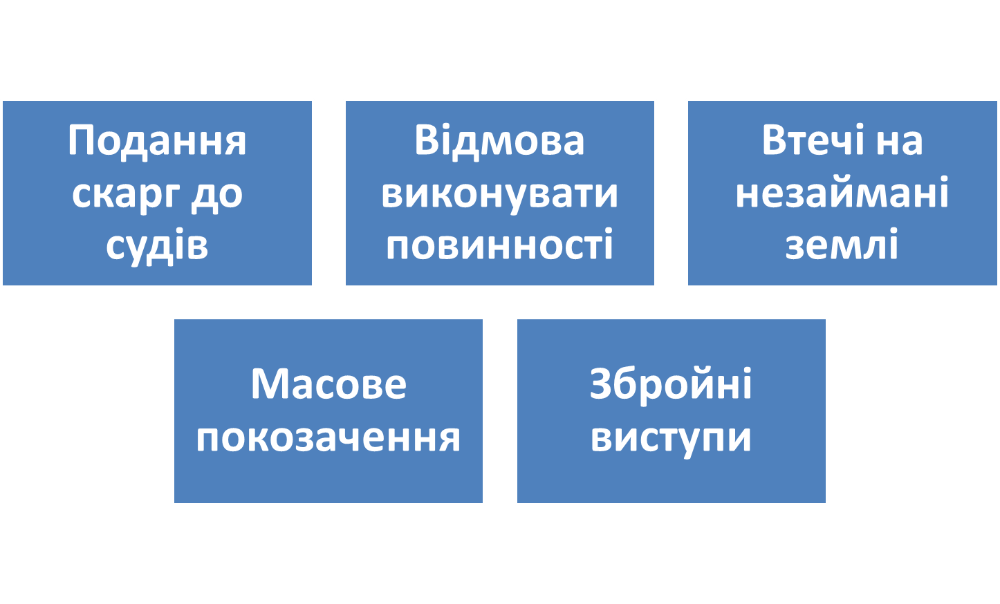 Подання
скарг до
судів
Відмова
виконувати
повинності
Втечі на
незаймані
землі
Масове
покозачення
Збройні
виступи